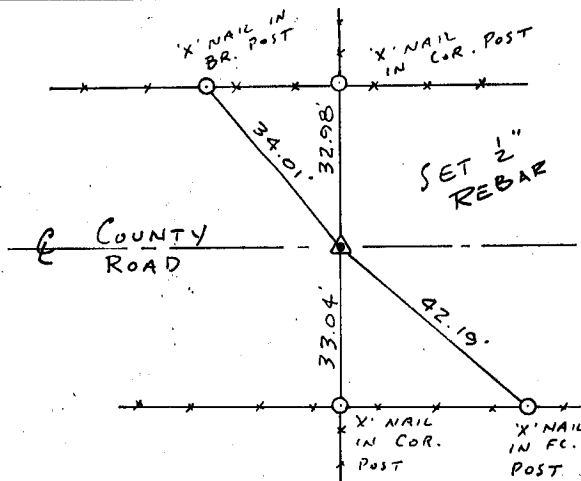 'X' NAIL IN
BR. POST
'X' NAIL
IN COR. POST
34.01'
32.98'
SET 1/2"
REBAR
℄ COUNTY
ROAD
33.04'
42.19'
'X' NAIL
IN COR.
POST
'X' NAIL
IN FC.
POST